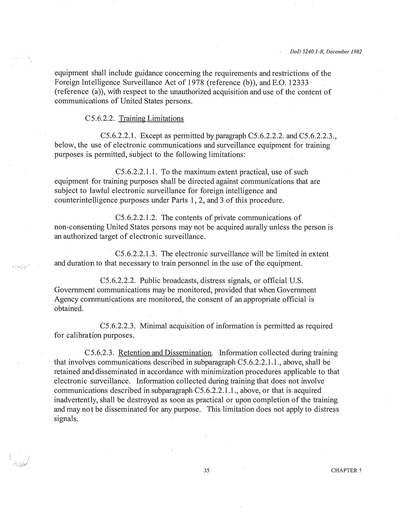 DoD 5240.1-R, December 1982
equipment shall include guidance concerning the requirements and restrictions of the
Foreign Intelligence Surveillance Act of 1978 (reference (b)), and E.O. 12333
(reference (a)), with respect to the unauthorized acquisition and use of the content of
communications of United States persons.
C5.6.2.2. Training Limitations
C5.6.2.2.1. Except as permitted by paragraph C5.6.2.2.2. and C5.6.2.2.3.,
below, the use of electronic communications and surveillance equipment for training
purposes is permitted, subject to the following limitations:
C5.6.2.2.1.1. To the maximum extent practical, use of such
equipment for training purposes shall be directed against communications that are
subject to lawful electronic surveillance for foreign intelligence and
counterintelligence purposes under Parts 1, 2, and 3 of this procedure.
C5.6.2.2.1.2. The contents of private communications of
non-consenting United States persons may not be acquired aurally unless the person is
an authorized target of electronic surveillance.
C5.6.2.2.1.3. The electronic surveillance will be limited in extent
and duration to that necessary to train personnel in the use of the equipment.
C5.6.2.2.2. Public broadcasts, distress signals, or official U.S.
Government communications may be monitored, provided that when Government
Agency communications are monitored, the consent of an appropriate official is
obtained.
C5.6.2.2.3. Minimal acquisition of information is permitted as required
for calibration purposes.
C5.6.2.3. Retention and Dissemination. Information collected during training
that involves communications described in subparagraph C5.6.2.2.1.1., above, shall be
retained and disseminated in accordance with minimization procedures applicable to that
electronic surveillance. Information collected during training that does not involve
communications described in subparagraph C5.6.2.2.1.1., above, or that is acquired
inadvertently, shall be destroyed as soon as practical or upon completion of the training
and may not be disseminated for any purpose. This limitation does not apply to distress
signals.
35
CHAPTER 5